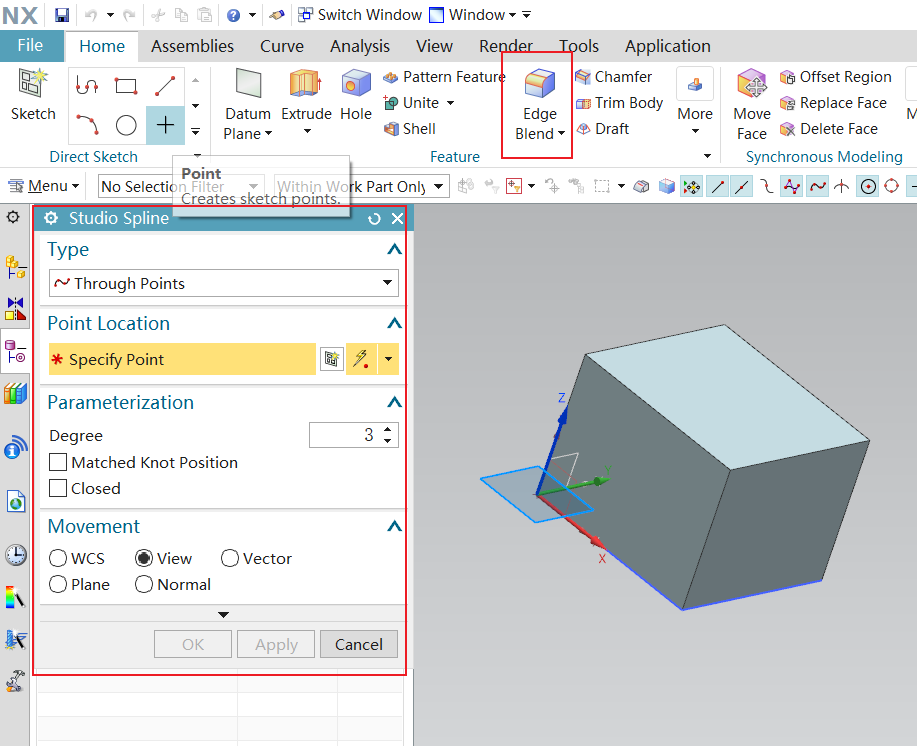 NX Switch Window Window
File Home Assemblies Curve Analysis View Render Tools Application
Sketch
Direct Sketch
Datum Plane
Extrude
Hole
Pattern Feature
Unite
Shell
Edge Blend
Chamfer
Trim Body
Draft
More
Feature
Move Face
Offset Region
Replace Face
Delete Face
Synchronous Modeling
Menu No Selection Filter Within Work Part Only
Point
Creates sketch points.
Studio Spline
Type
Through Points
Point Location
* Specify Point
Parameterization
Degree 3
Matched Knot Position
Closed
Movement
WCS View Vector
Plane Normal
OK Apply Cancel
Z
X